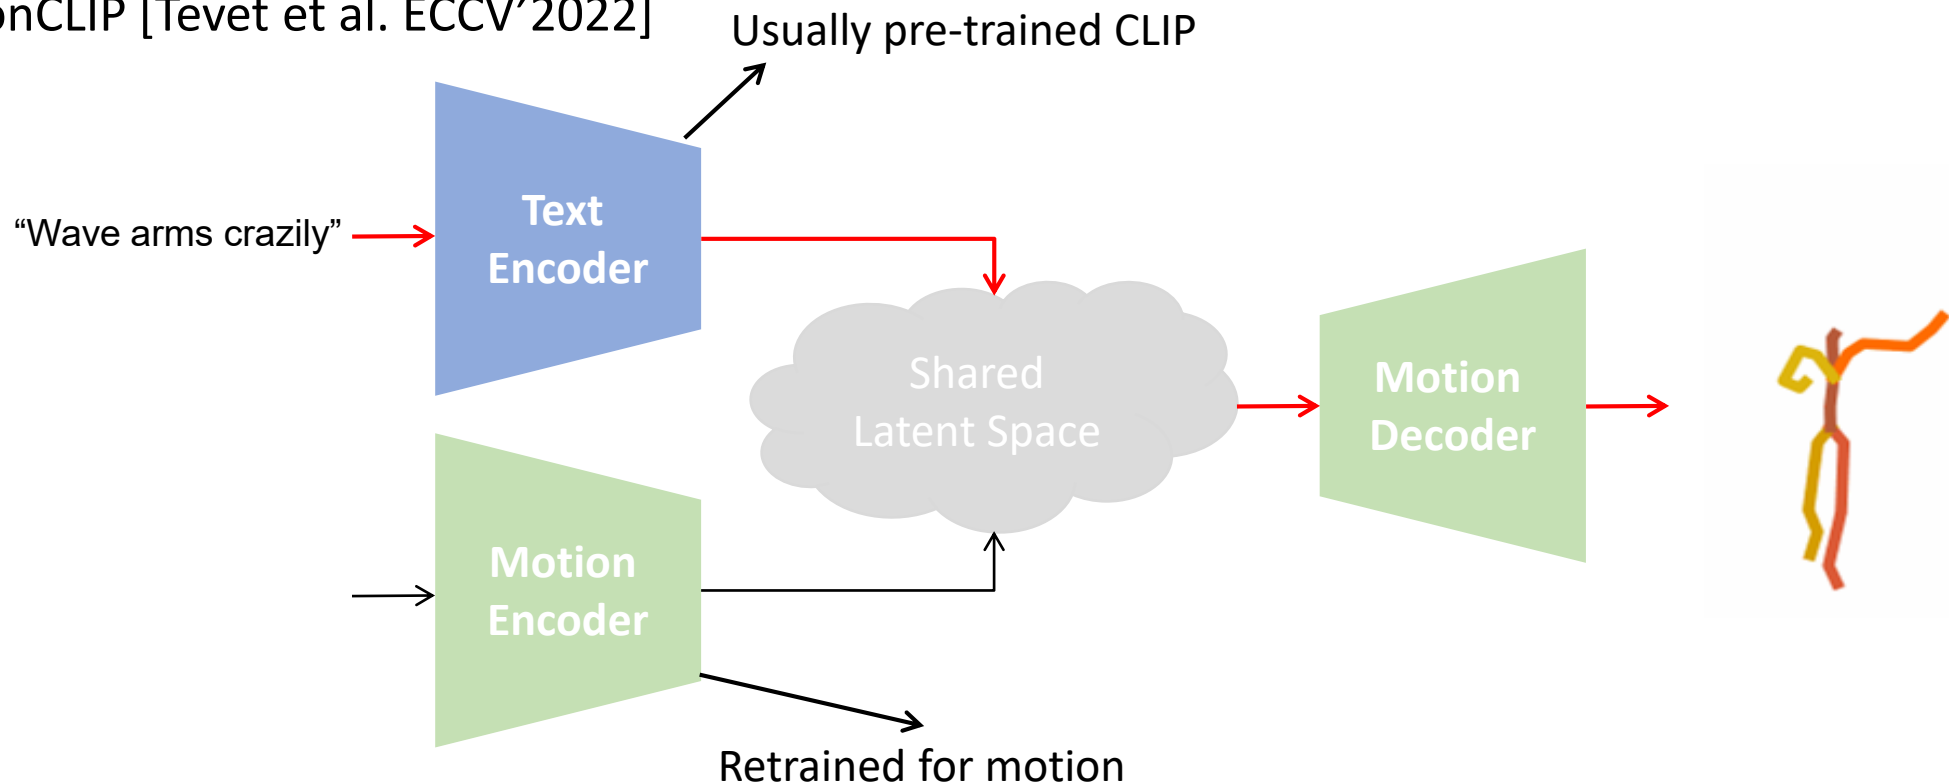 onCLIP [Tevet et al. ECCV’2022]
Usually pre-trained CLIP
“Wave arms crazily”
Text
Encoder
Shared
Latent Space
Motion
Decoder
Motion
Encoder
Retrained for motion